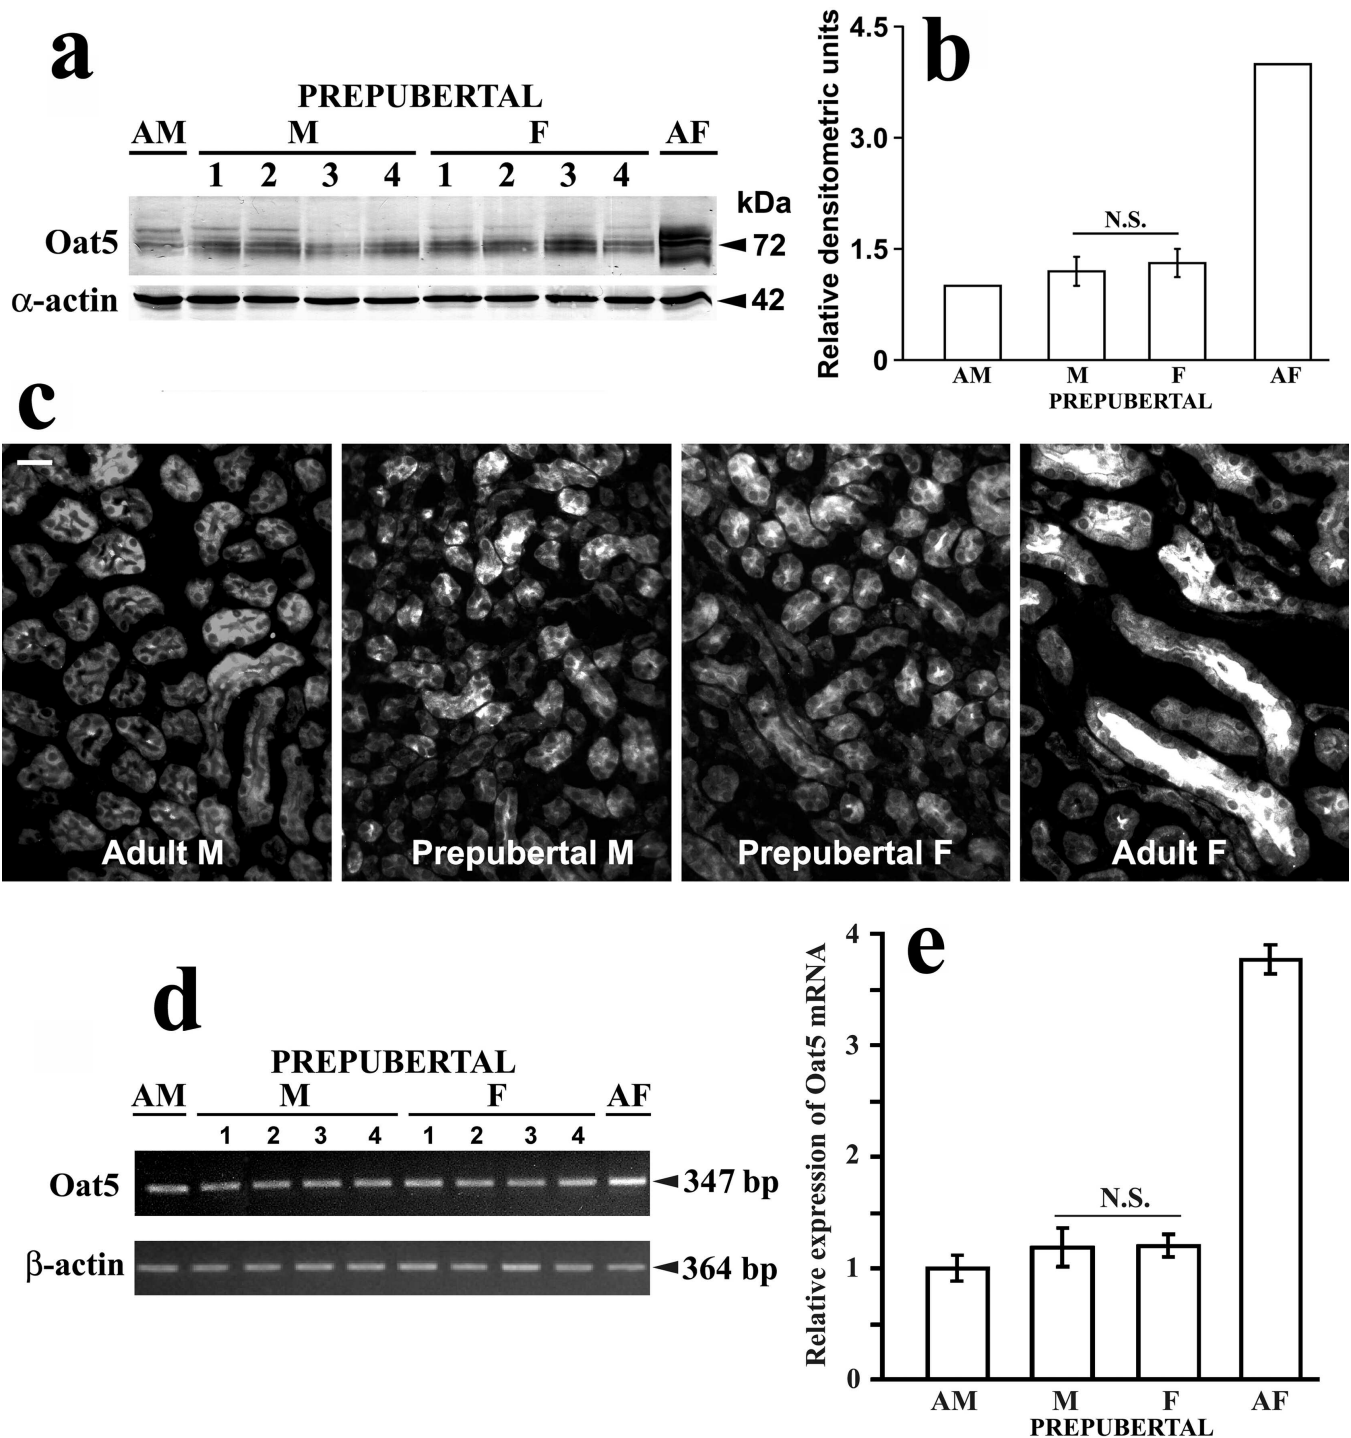 a
PREPUBERTAL
AM M F AF
1 2 3 4 1 2 3 4
kDa
Oat5 72
α-actin 42
b
Relative densitometric units
4.5
3.0
1.5
0
N.S.
AM M F AF
PREPUBERTAL
c
Adult M
Prepubertal M
Prepubertal F
Adult F
d
PREPUBERTAL
AM M F AF
1 2 3 4 1 2 3 4
Oat5 347 bp
β-actin 364 bp
e
Relative expression of Oat5 mRNA
4
3
2
1
0
N.S.
AM M F AF
PREPUBERTAL